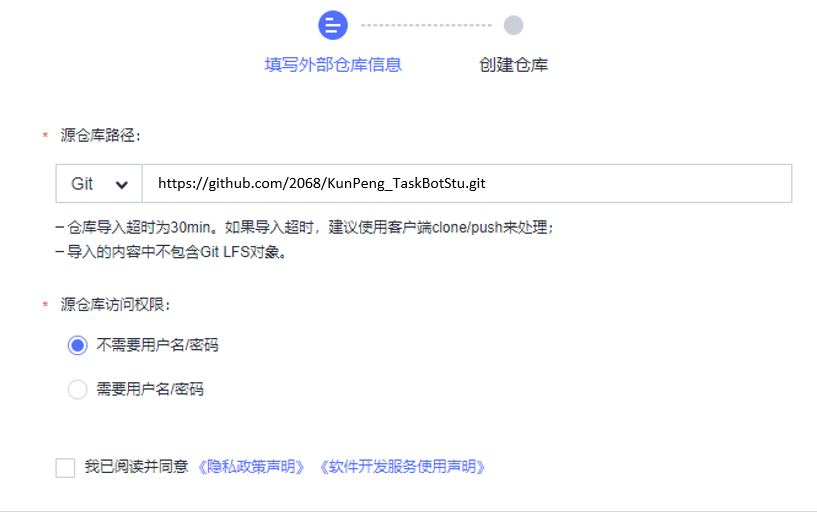 填写外部仓库信息 创建仓库
* 源仓库路径:
Git https://github.com/2068/KunPeng_TaskBotStu.git
– 仓库导入超时为30min。如果导入超时，建议使用客户端clone/push来处理;
– 导入的内容中不包含Git LFS对象。
* 源仓库访问权限:
不需要用户名/密码
需要用户名/密码
我已阅读并同意 《隐私政策声明》 《软件开发服务使用声明》